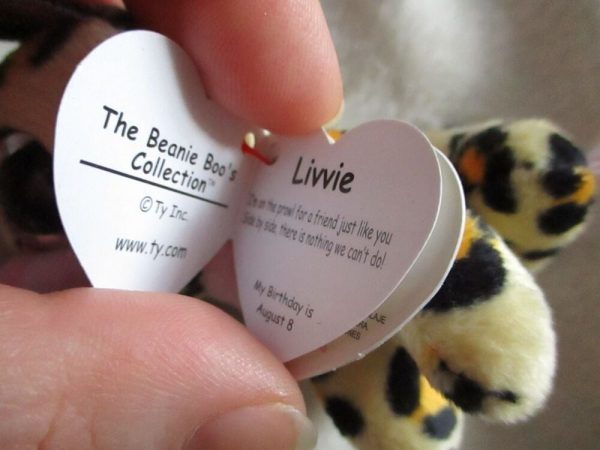 The Beanie Boo's
Collection™
© Ty Inc.
www.ty.com
Livvie
I'm on the prowl for a friend just like you
Side by side, there is nothing we can't do!
My Birthday is
August 8